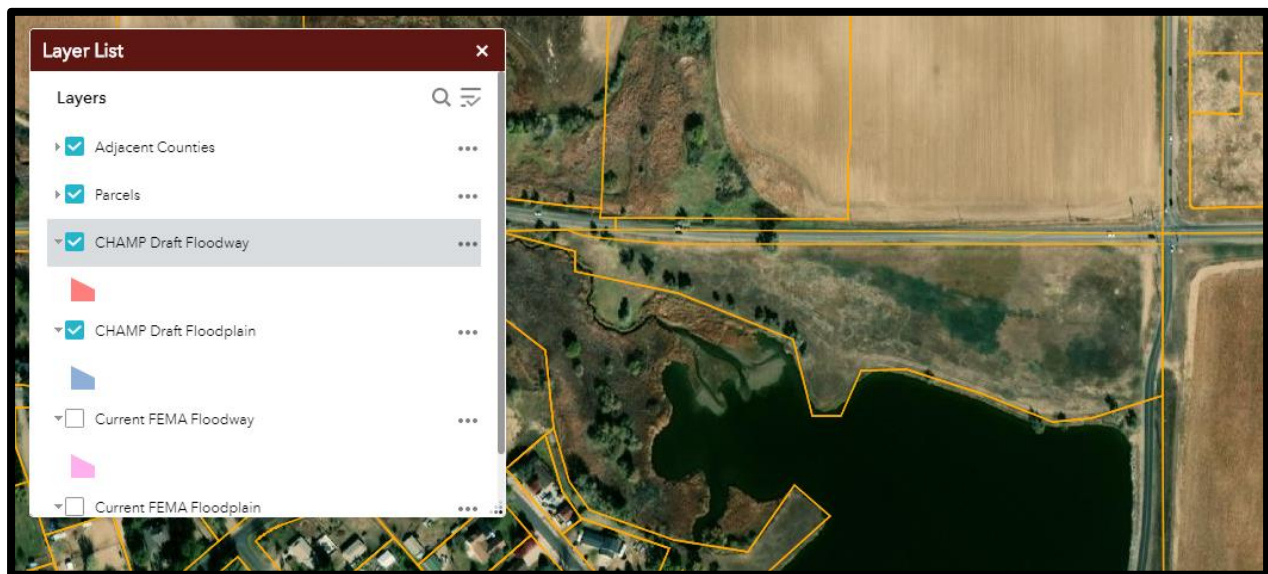 Layer List
Layers
Adjacent Counties
Parcels
CHAMP Draft Floodway
CHAMP Draft Floodplain
Current FEMA Floodway
Current FEMA Floodplain